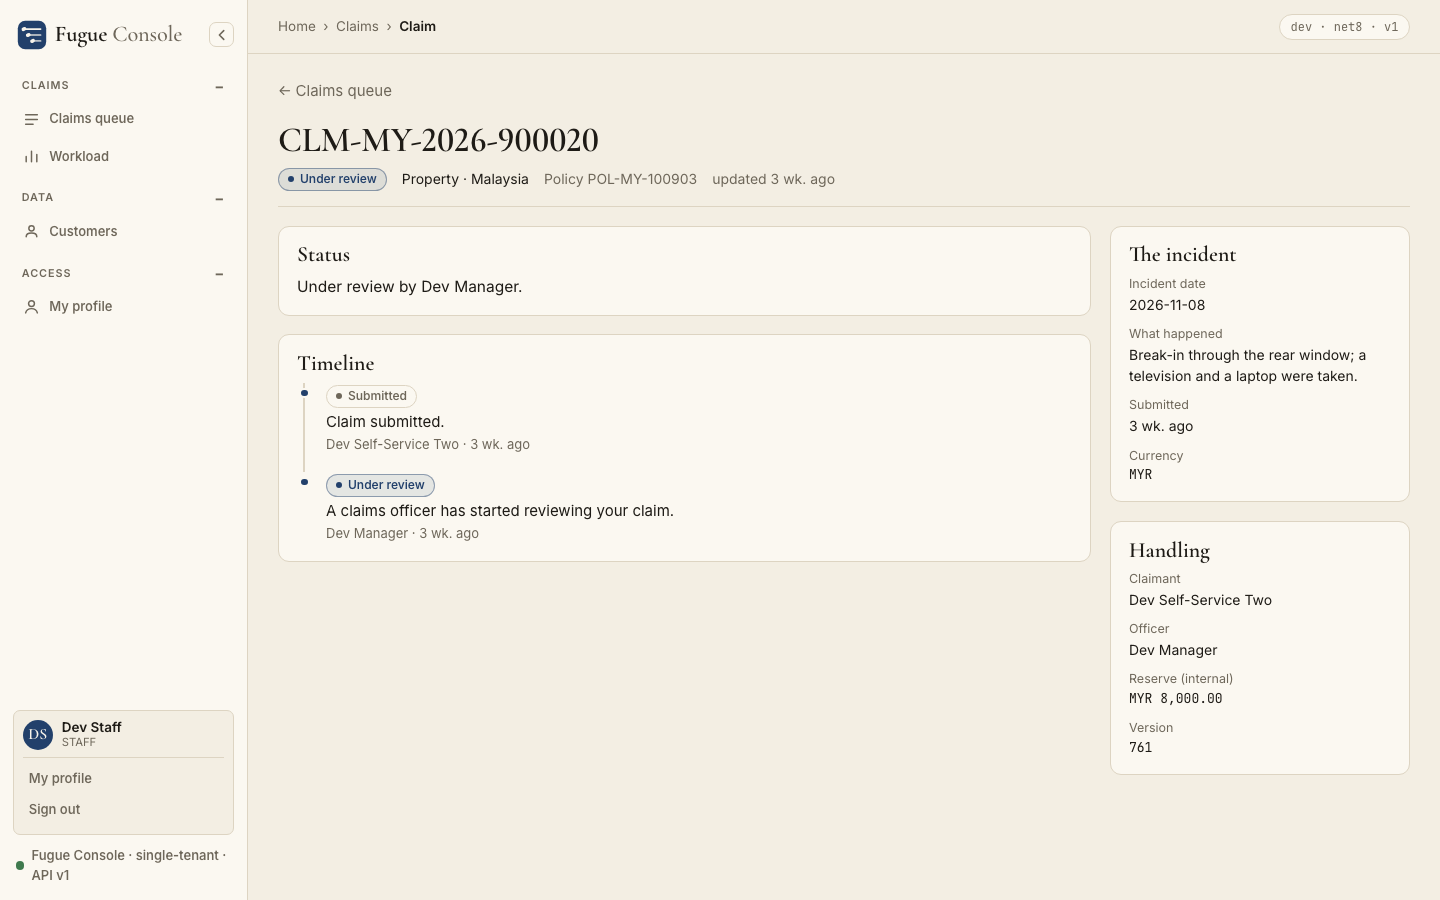 Fugue Console
CLAIMS
Claims queue
Workload
DATA
Customers
ACCESS
My profile
DS
Dev Staff
STAFF
My profile
Sign out
Fugue Console · single-tenant ·
API v1
Home › Claims › Claim
dev · net8 · v1
← Claims queue
CLM-MY-2026-900020
Under review Property · Malaysia Policy POL-MY-100903 updated 3 wk. ago
Status
Under review by Dev Manager.
Timeline
Submitted
Claim submitted.
Dev Self-Service Two · 3 wk. ago
Under review
A claims officer has started reviewing your claim.
Dev Manager · 3 wk. ago
The incident
Incident date
2026-11-08
What happened
Break-in through the rear window; a
television and a laptop were taken.
Submitted
3 wk. ago
Currency
MYR
Handling
Claimant
Dev Self-Service Two
Officer
Dev Manager
Reserve (internal)
MYR 8,000.00
Version
761